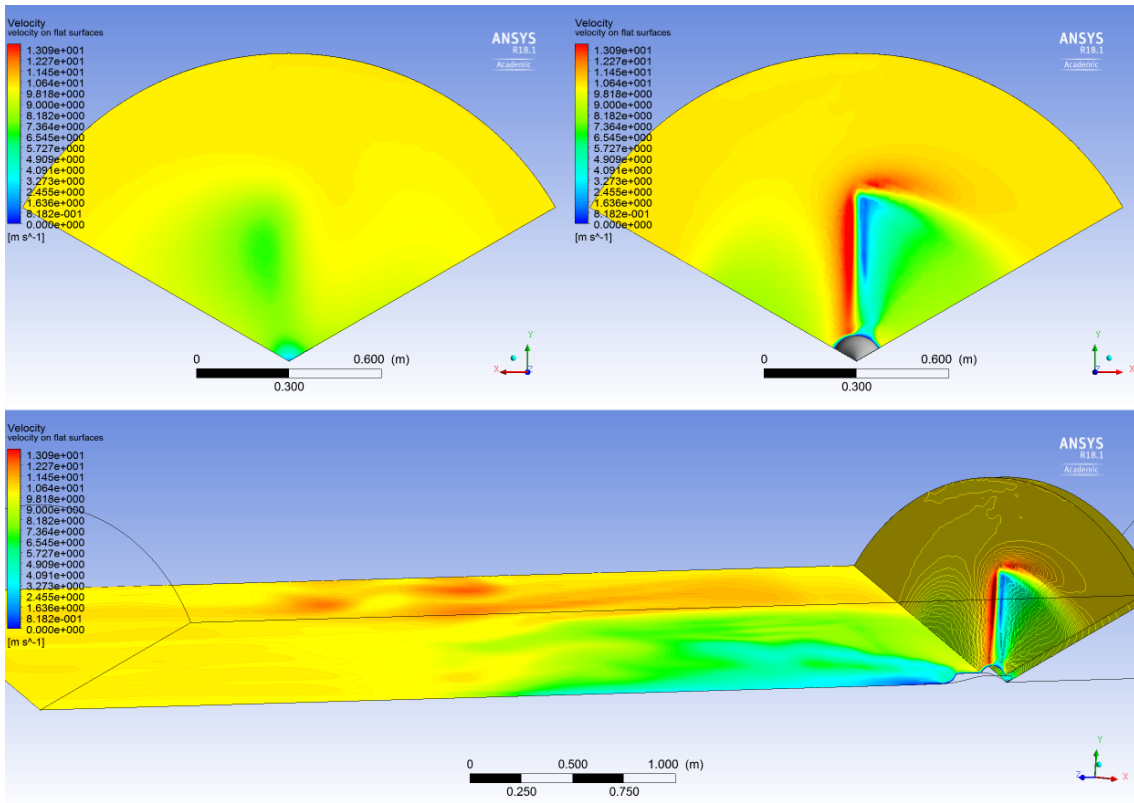 Velocity
velocity on flat surfaces
1.309e+001
1.227e+001
1.145e+001
1.064e+001
9.818e+000
9.000e+000
8.182e+000
7.364e+000
6.545e+000
5.727e+000
4.909e+000
4.091e+000
3.273e+000
2.455e+000
1.636e+000
8.182e-001
0.000e+000
[m s^-1]
ANSYS
R18.1
Academic
0 0.600 (m)
0.300
Y
X
Z
Velocity
velocity on flat surfaces
1.309e+001
1.227e+001
1.145e+001
1.064e+001
9.818e+000
9.000e+000
8.182e+000
7.364e+000
6.545e+000
5.727e+000
4.909e+000
4.091e+000
3.273e+000
2.455e+000
1.636e+000
8.182e-001
0.000e+000
[m s^-1]
ANSYS
R18.1
Academic
0 0.600 (m)
0.300
Y
Z
X
Velocity
velocity on flat surfaces
1.309e+001
1.227e+001
1.145e+001
1.064e+001
9.818e+000
9.000e+000
8.182e+000
7.364e+000
6.545e+000
5.727e+000
4.909e+000
4.091e+000
3.273e+000
2.455e+000
1.636e+000
8.182e-001
0.000e+000
[m s^-1]
ANSYS
R18.1
Academic
0 0.500 1.000 (m)
0.250 0.750
Y
Z X